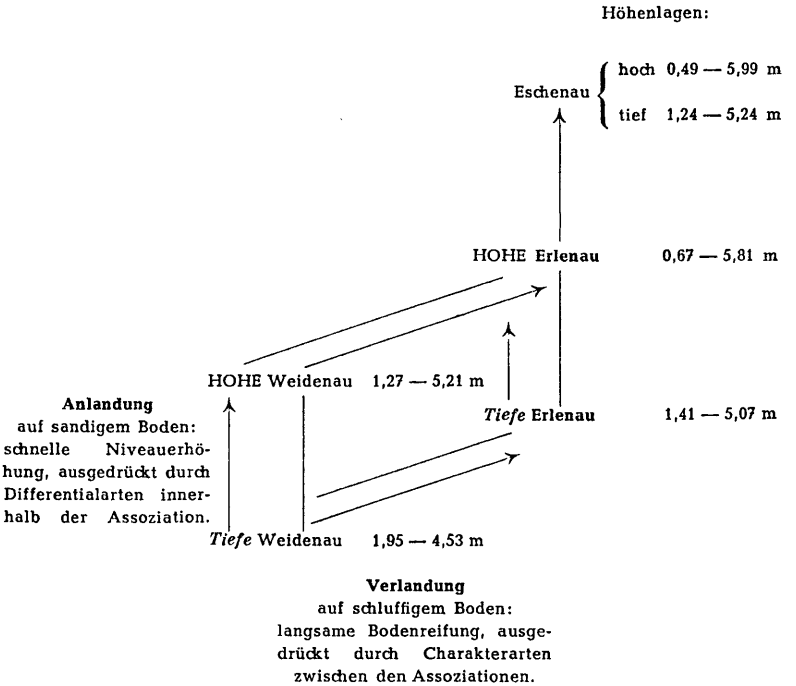 Höhenlagen:
hoch 0,49 — 5,99 m
Eschenau
tief 1,24 — 5,24 m
HOHE Erlenau 0,67 — 5,81 m
HOHE Weidenau 1,27 — 5,21 m
Tiefe Erlenau 1,41 — 5,07 m
Anlandung
auf sandigem Boden:
schnelle Niveauerhö-
hung, ausgedrückt durch
Differentialarten inner-
halb der Assoziation.
Tiefe Weidenau 1,95 — 4,53 m
Verlandung
auf schluffigem Boden:
langsame Bodenreifung, ausge-
drückt durch Charakterarten
zwischen den Assoziationen.